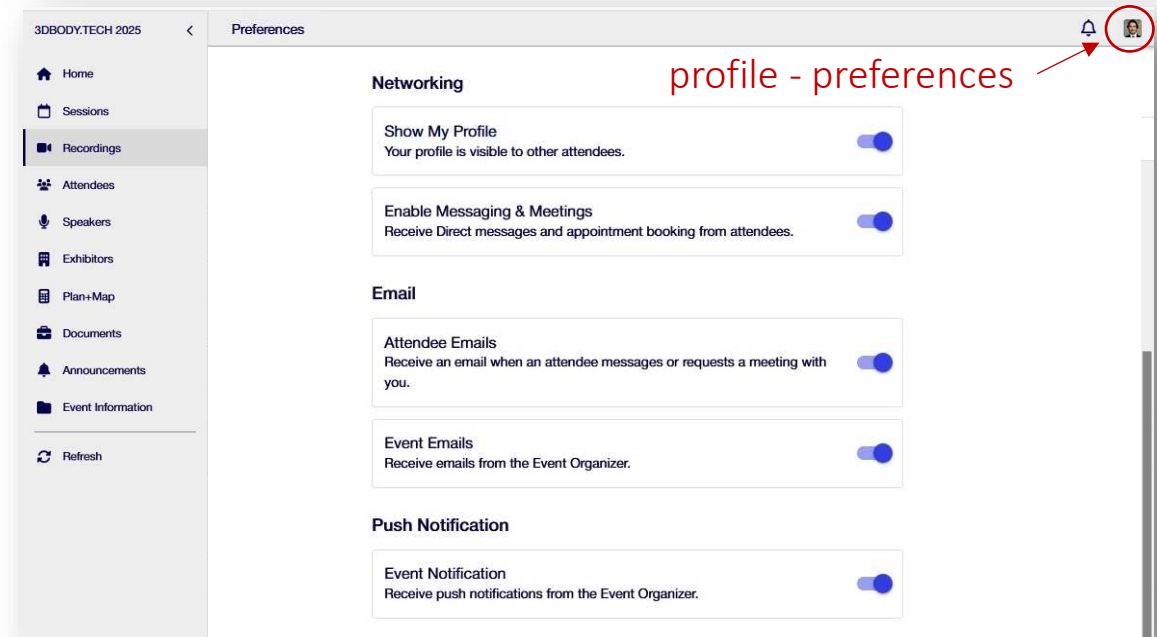 3DBODY.TECH 2025
Preferences
profile - preferences
Home
Sessions
Recordings
Attendees
Speakers
Exhibitors
Plan+Map
Documents
Announcements
Event Information
Refresh
Networking
Show My Profile
Your profile is visible to other attendees.
Enable Messaging & Meetings
Receive Direct messages and appointment booking from attendees.
Email
Attendee Emails
Receive an email when an attendee messages or requests a meeting with
you.
Event Emails
Receive emails from the Event Organizer.
Push Notification
Event Notification
Receive push notifications from the Event Organizer.